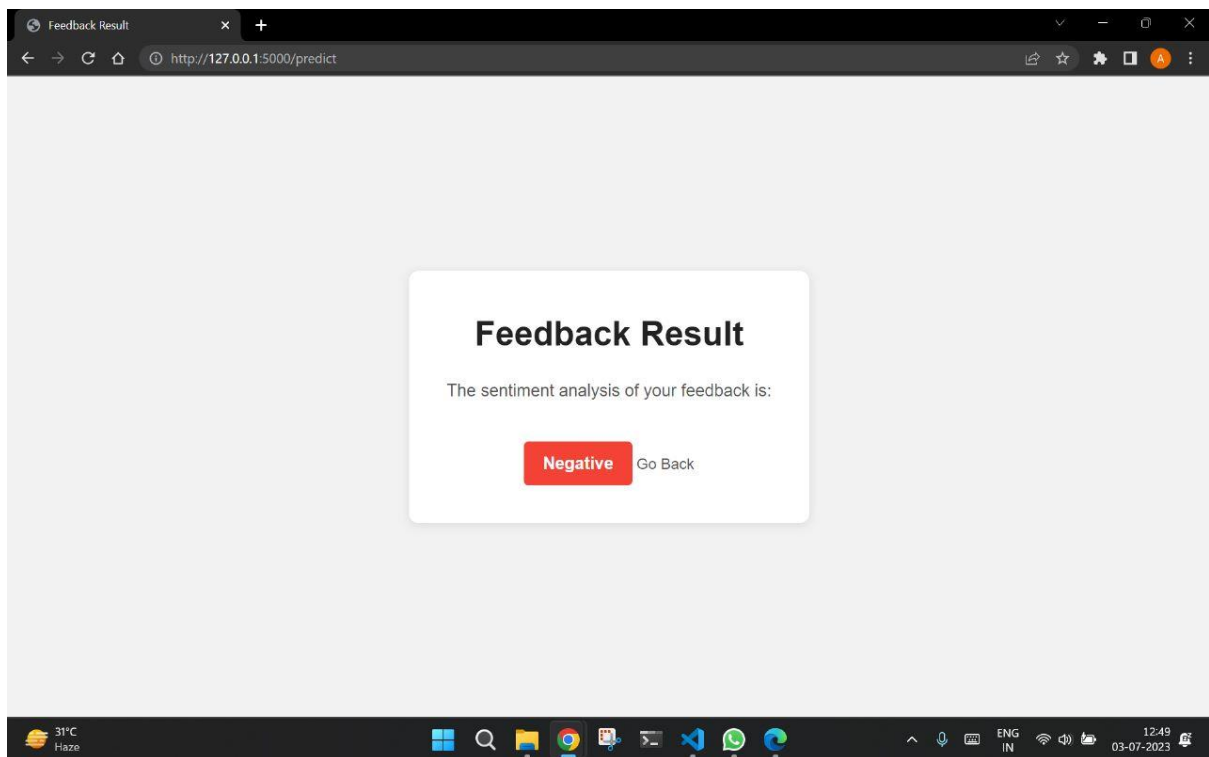 Feedback Result
http://127.0.0.1:5000/predict
A
Feedback Result
The sentiment analysis of your feedback is:
Negative Go Back
31°C
Haze
ENG
IN
12:49
03-07-2023